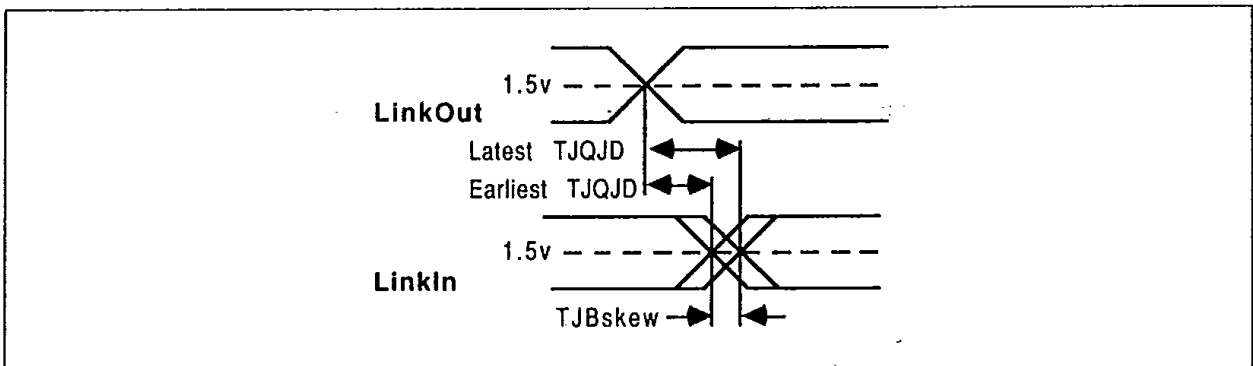 1.5v
LinkOut
Latest TJQJD
Earliest TJQJD
1.5v
LinkIn
TJBskew